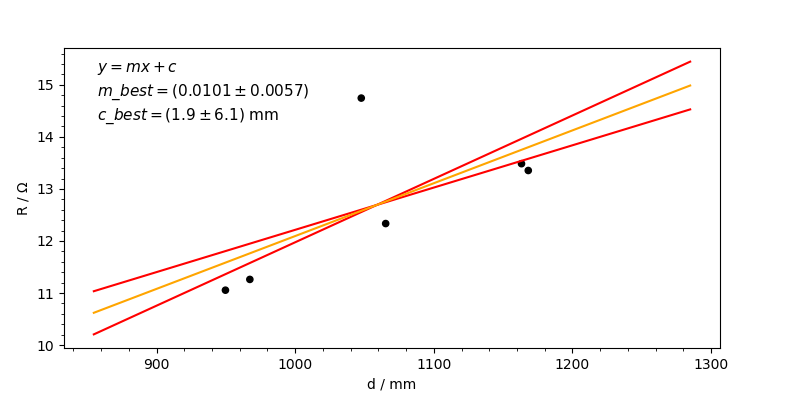 y = mx + c
m_best = (0.0101 ± 0.0057)
c_best = (1.9 ± 6.1) mm
15
14
13
12
11
10
R / Ω
900
1000
1100
1200
1300
d / mm